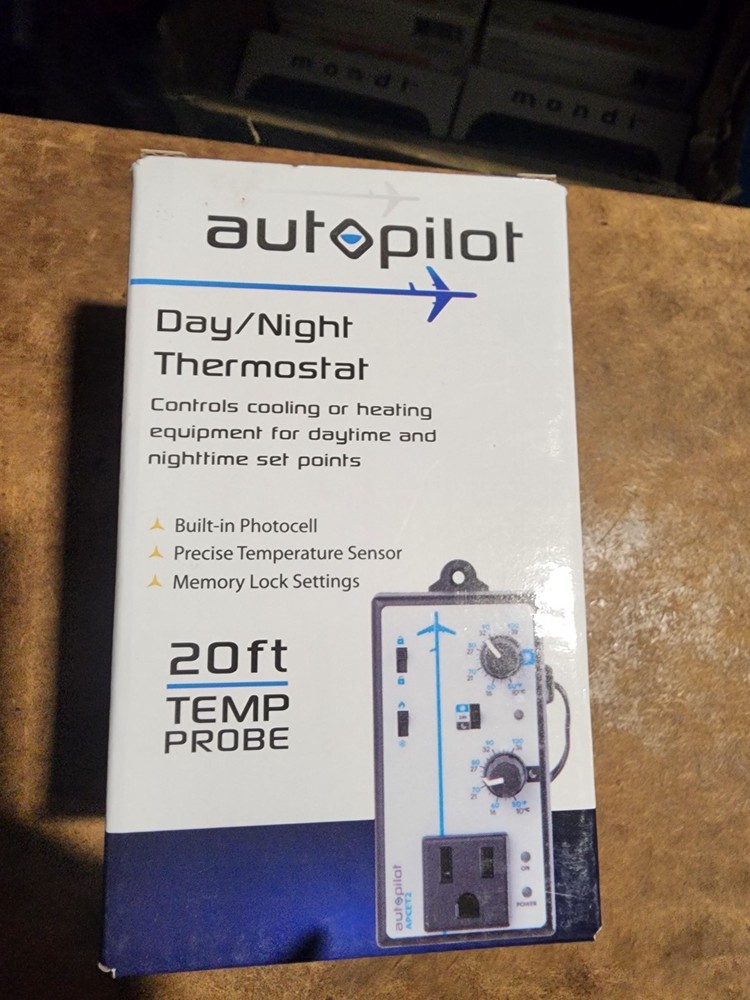 mondi
mondi
autopilot
Day/Night
Thermostat
Controls cooling or heating
equipment for daytime and
nighttime set points
Built-in Photocell
Precise Temperature Sensor
Memory Lock Settings
20ft
TEMP
PROBE
autopilot
APCET2
ON
POWER